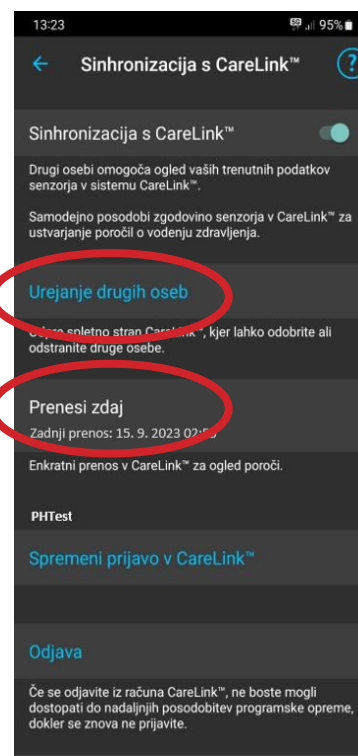 13:23
95%
Sinhronizacija s CareLink™
?
Sinhronizacija s CareLink™
Drugi osebi omogoča ogled vaših trenutnih podatkov
senzorja v sistemu CareLink™.
Samodejno posodobi zgodovino senzorja v CareLink™ za
ustvarjanje poročil o vodenju zdravljenja.
Urejanje drugih oseb
spletno stran CareLink™, kjer lahko odobrite ali
odstranite druge osebe.
Prenesi zdaj
Zadnji prenos: 15. 9. 2023
Enkratni prenos v CareLink™ za ogled poroči.
PHTest
Spremeni prijavo v CareLink™
Odjava
Če se odjavite iz računa CareLink™, ne boste mogli
dostopati do nadaljnjih posodobitev programske opreme,
dokler se znova ne prijavite.